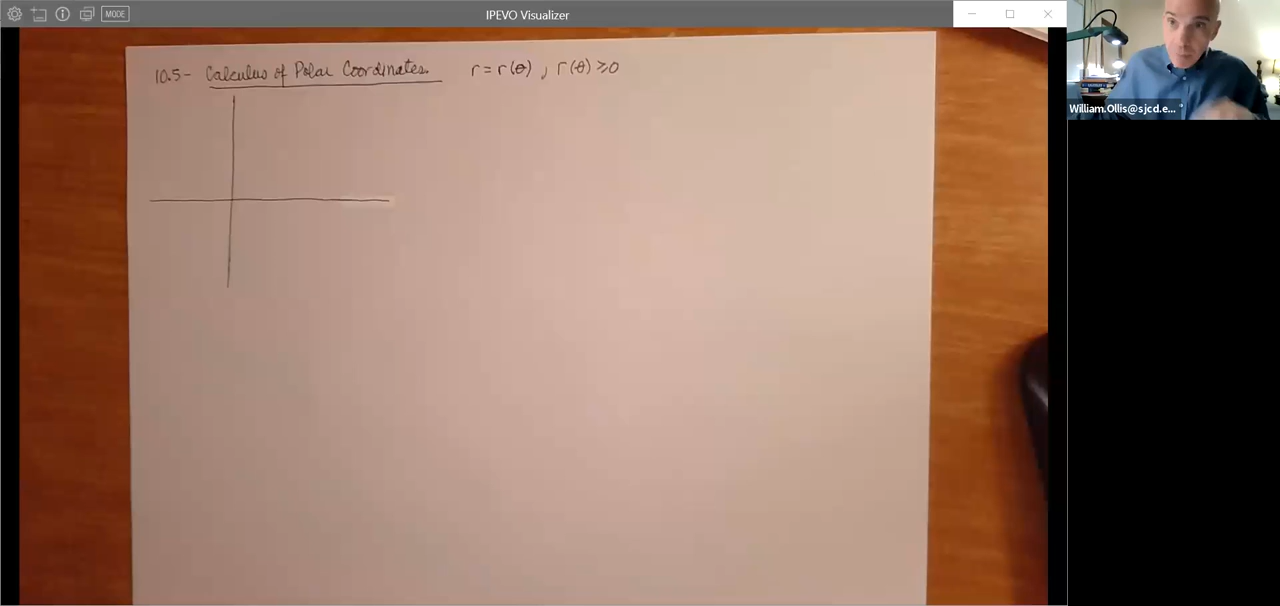 MODE
IPEVO Visualizer
10.5 - Calculus of Polar Coordinates. r = r(θ) , r(θ) ≥ 0
William.Ollis@sjcd.e...